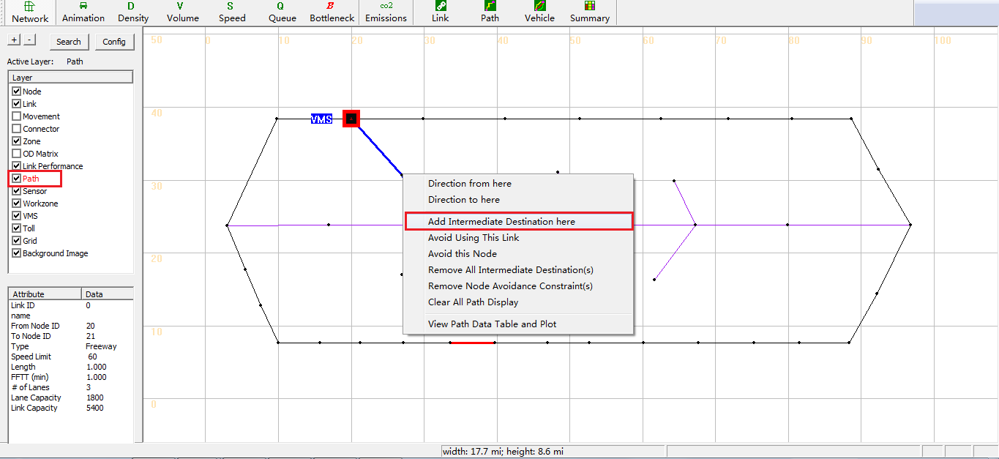 D V S Q B co2
Network Animation Density Volume Speed Queue Bottleneck Emissions Link Path Vehicle Summary
+ - Search Config
Active Layer: Path
Layer
Node
Link
Movement
Connector
Zone
OD Matrix
Link Performance
Path
Sensor
Workzone
VMS
Toll
Grid
Background Image
Attribute Data
Link ID 0
name
From Node ID 20
To Node ID 21
Type Freeway
Speed Limit 60
Length 1.000
FFTT (min) 1.000
# of Lanes 3
Lane Capacity 1800
Link Capacity 5400
50 0 10 20 30 40 50 60 70 80 90 100
40
30
20
10
0
VMS
Direction from here
Direction to here
Add Intermediate Destination here
Avoid Using This Link
Avoid this Node
Remove All Intermediate Destination(s)
Remove Node Avoidance Constraint(s)
Clear All Path Display
View Path Data Table and Plot
width: 17.7 mi; height: 8.6 mi